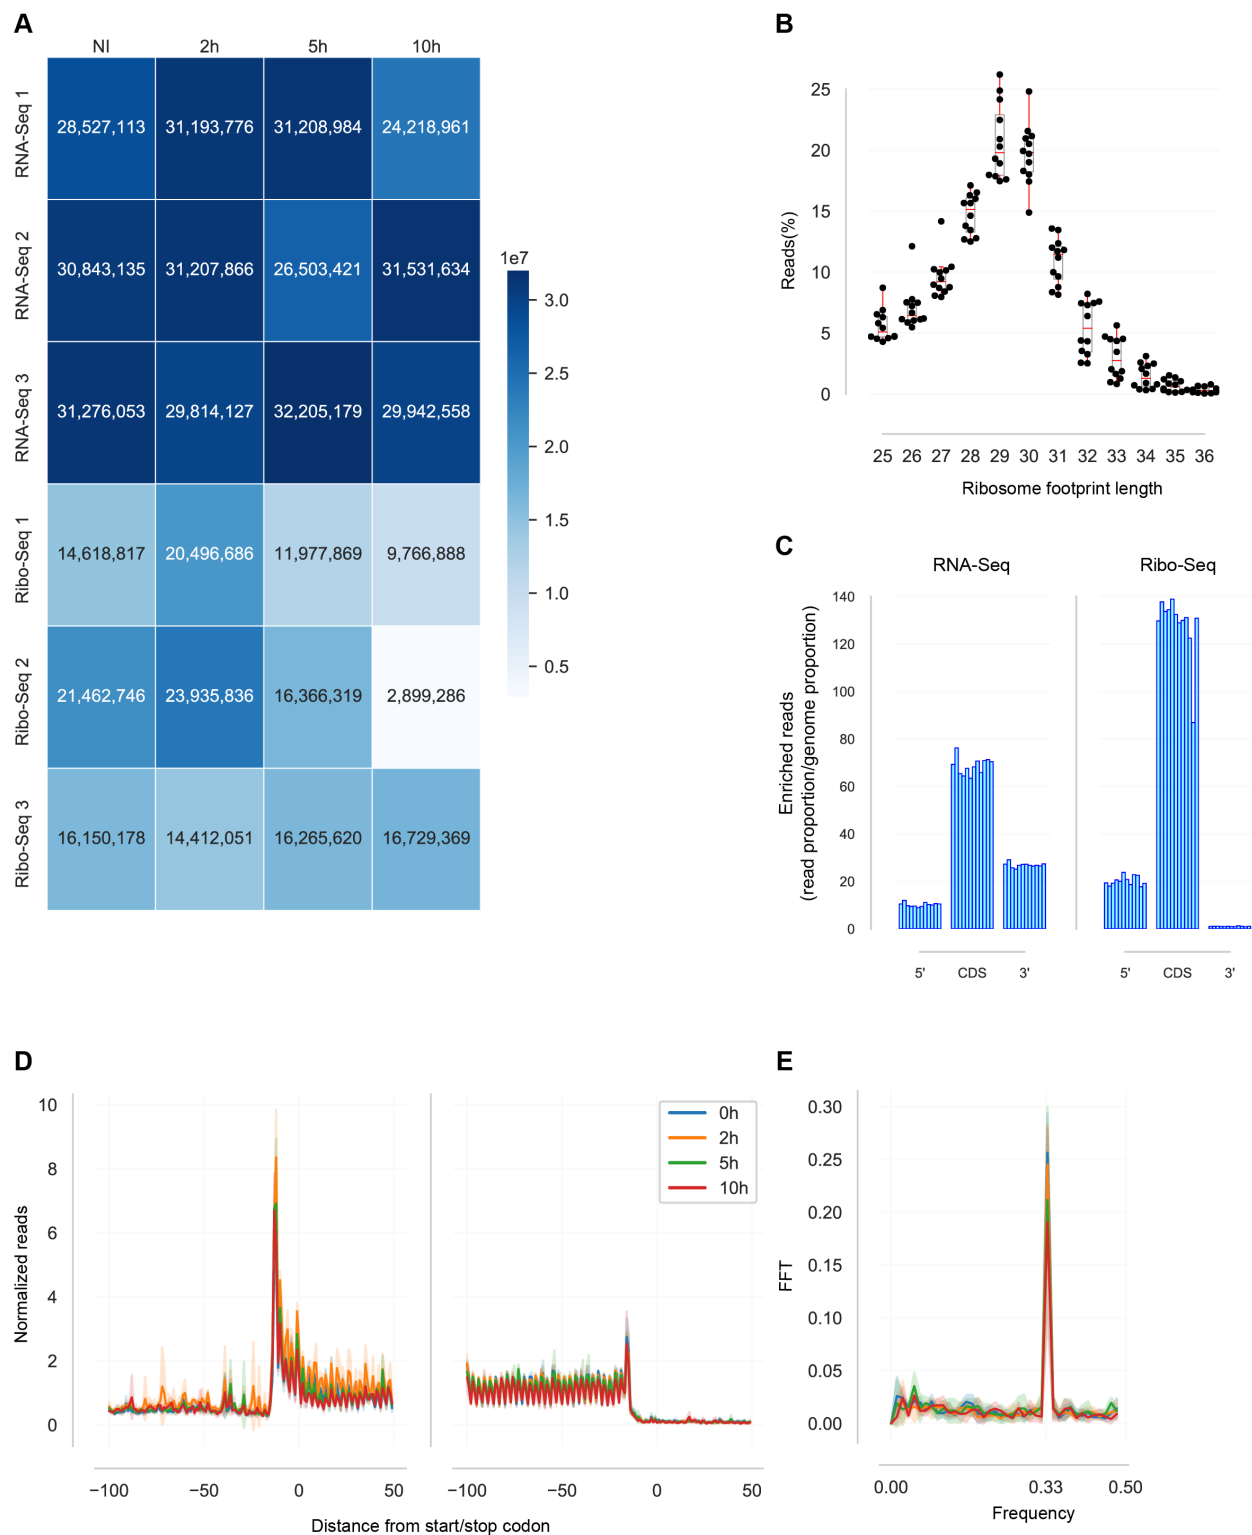 A
NI 2h 5h 10h
RNA-Seq 1 28,527,113 31,193,776 31,208,984 24,218,961
RNA-Seq 2 30,843,135 31,207,866 26,503,421 31,531,634
RNA-Seq 3 31,276,053 29,814,127 32,205,179 29,942,558
Ribo-Seq 1 14,618,817 20,496,686 11,977,869 9,766,888
Ribo-Seq 2 21,462,746 23,935,836 16,366,319 2,899,286
Ribo-Seq 3 16,150,178 14,412,051 16,265,620 16,729,369
1e7
3.0
2.5
2.0
1.5
1.0
0.5
B
Reads(%)
25
20
15
10
5
0
25 26 27 28 29 30 31 32 33 34 35 36
Ribosome footprint length
C
RNA-Seq Ribo-Seq
Enriched reads
(read proportion/genome proportion)
140
120
100
80
60
40
20
0
5' CDS 3' 5' CDS 3'
D
Normalized reads
10
8
6
4
2
0
0h
2h
5h
10h
−100 −50 0 50 −100 −50 0 50
Distance from start/stop codon
E
FFT
0.30
0.25
0.20
0.15
0.10
0.05
0.00
0.00 0.33 0.50
Frequency